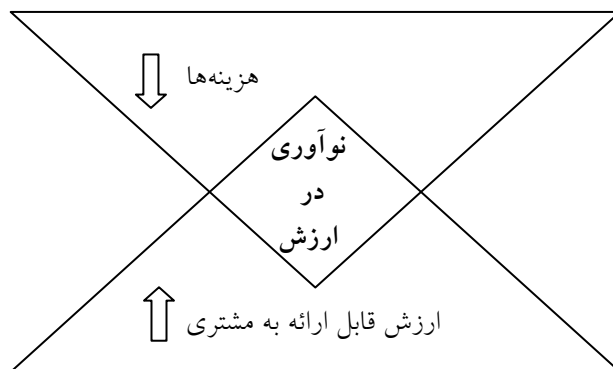 هزینه‌ها
نوآوری
در
ارزش
ارزش قابل ارائه به مشتری